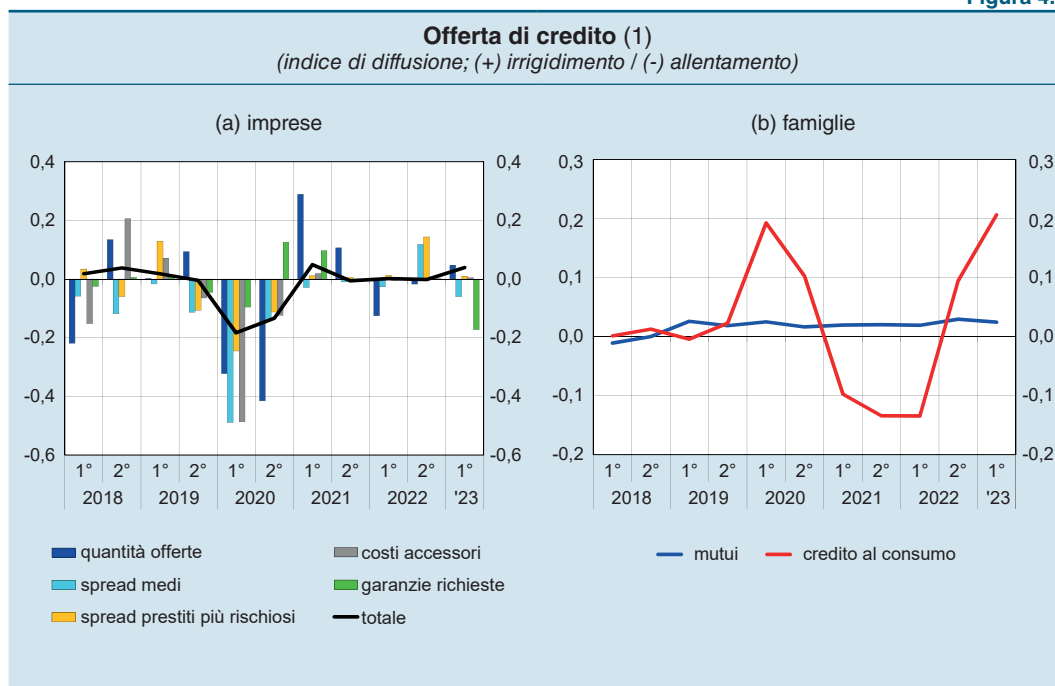 Figura 4.
Offerta di credito (1)
(indice di diffusione; (+) irrigidimento / (-) allentamento)
(a) imprese
0,4 0,4
0,2 0,2
0,0 0,0
-0,2 -0,2
-0,4 -0,4
-0,6 -0,6
1° 2° 1° 2° 1° 2° 1° 2° 1° 2° 1°
2018 2019 2020 2021 2022 '23
quantità offerte costi accessori
spread medi garanzie richieste
spread prestiti più rischiosi totale
(b) famiglie
0,3 0,3
0,2 0,2
0,1 0,1
0,0 0,0
-0,1 -0,1
-0,2 -0,2
1° 2° 1° 2° 1° 2° 1° 2° 1° 2° 1°
2018 2019 2020 2021 2022 '23
mutui credito al consumo